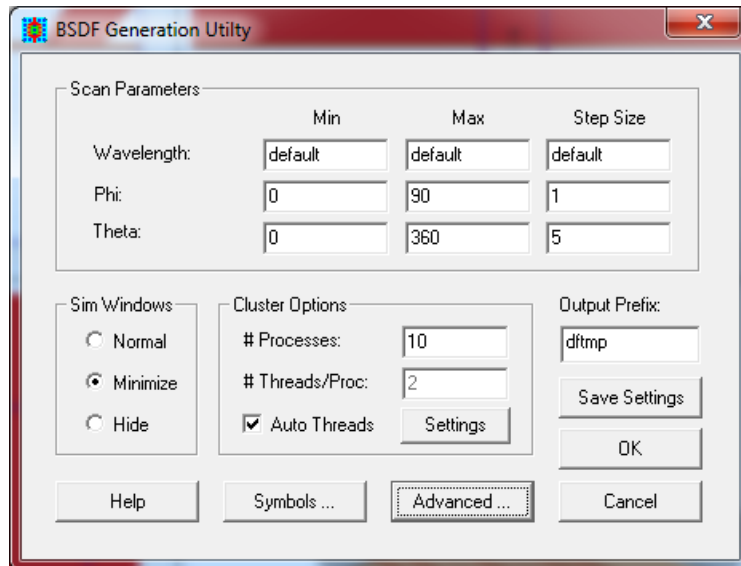 BSDF Generation Utilty
x
Scan Parameters
Min Max Step Size
Wavelength: default default default
Phi: 0 90 1
Theta: 0 360 5
Sim Windows
Normal
Minimize
Hide
Cluster Options
# Processes: 10
# Threads/Proc: 2
Auto Threads Settings
Output Prefix:
dftmp
Save Settings
OK
Help Symbols ... Advanced ... Cancel